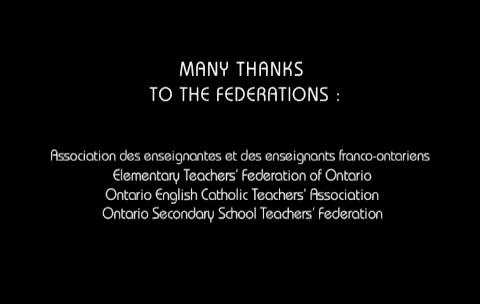 MANY THANKS
TO THE FEDERATIONS :
Association des enseignantes et des enseignants franco-ontariens
Elementary Teachers' Federation of Ontario
Ontario English Catholic Teachers' Association
Ontario Secondary School Teachers' Federation